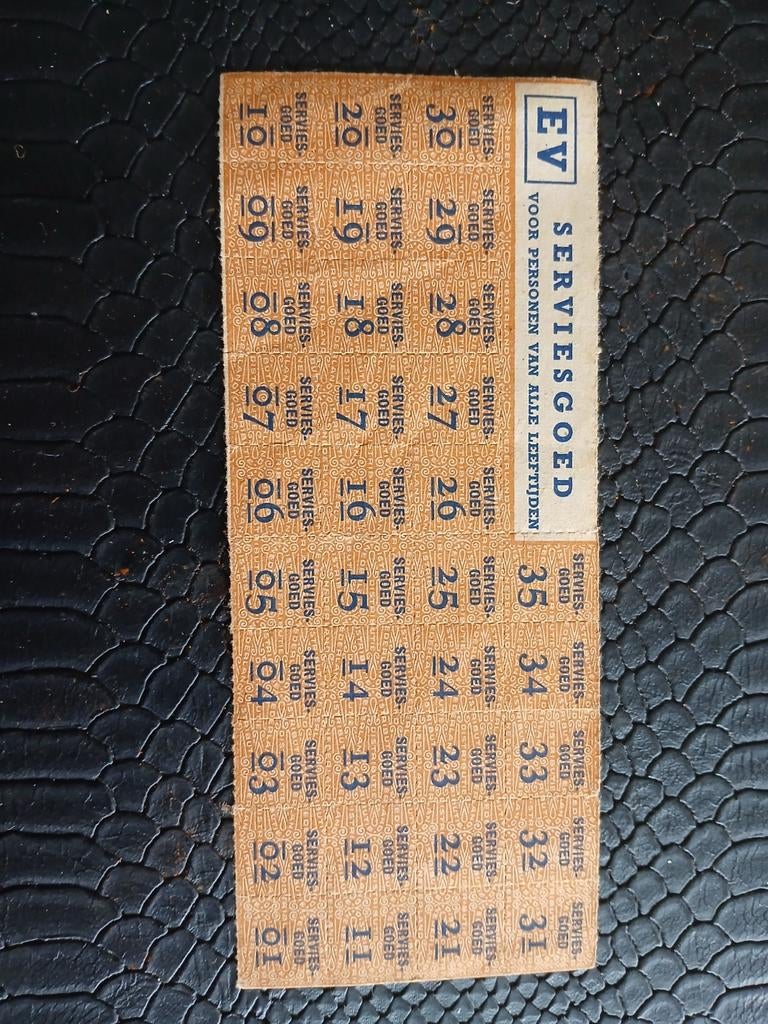 EV
SERVIESGOED
VOOR PERSONEN VAN ALLE LEEFTIJDEN
SERVIES-
GOED
35
SERVIES-
GOED
34
SERVIES-
GOED
33
SERVIES-
GOED
32
SERVIES-
GOED
31
SERVIES-
GOED
30
SERVIES-
GOED
29
SERVIES-
GOED
28
SERVIES-
GOED
27
SERVIES-
GOED
26
SERVIES-
GOED
25
SERVIES-
GOED
24
SERVIES-
GOED
23
SERVIES-
GOED
22
SERVIES-
GOED
21
SERVIES-
GOED
20
SERVIES-
GOED
19
SERVIES-
GOED
18
SERVIES-
GOED
17
SERVIES-
GOED
16
SERVIES-
GOED
15
SERVIES-
GOED
14
SERVIES-
GOED
13
SERVIES-
GOED
12
SERVIES-
GOED
11
SERVIES-
GOED
10
SERVIES-
GOED
09
SERVIES-
GOED
08
SERVIES-
GOED
07
SERVIES-
GOED
06
SERVIES-
GOED
05
SERVIES-
GOED
04
SERVIES-
GOED
03
SERVIES-
GOED
02
SERVIES-
GOED
01